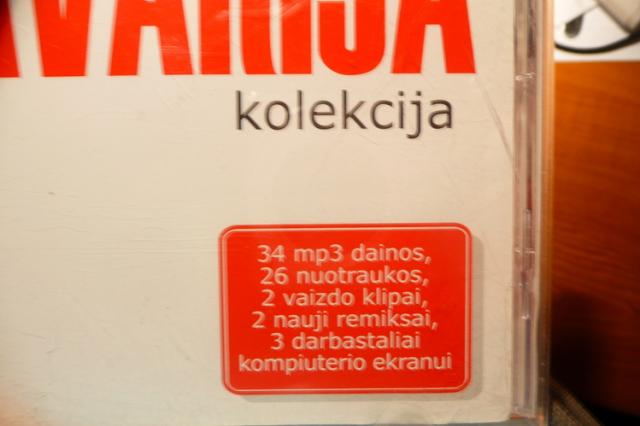 kolekcija
34 mp3 dainos,
26 nuotraukos,
2 vaizdo klipai,
2 nauji remiksai,
3 darbastaliai
kompiuterio ekranui